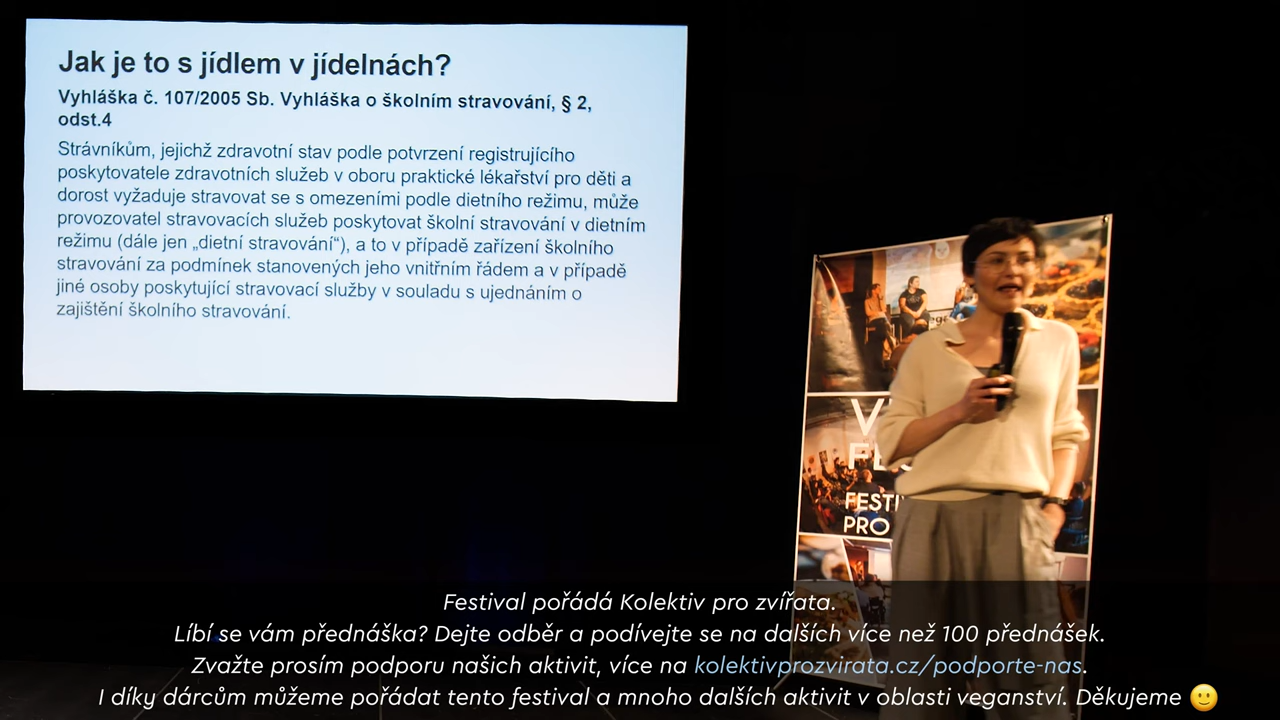 Jak je to s jídlem v jídelnách?
Vyhláška č. 107/2005 Sb. Vyhláška o školním stravování, § 2,
odst.4
Strávníkům, jejichž zdravotní stav podle potvrzení registrujícího
poskytovatele zdravotních služeb v oboru praktické lékařství pro děti a
dorost vyžaduje stravovat se s omezeními podle dietního režimu, může
provozovatel stravovacích služeb poskytovat školní stravování v dietním
režimu (dále jen „dietní stravování“), a to v případě zařízení školního
stravování za podmínek stanovených jeho vnitřním řádem a v případě
jiné osoby poskytující stravovací služby v souladu s ujednáním o
zajištění školního stravování.
FESTI
PRO
Festival pořádá Kolektiv pro zvířata.
Líbí se vám přednáška? Dejte odběr a podívejte se na dalších více než 100 přednášek.
Zvažte prosím podporu našich aktivit, více na kolektivprozvirata.cz/podporte-nas.
I díky dárcům můžeme pořádat tento festival a mnoho dalších aktivit v oblasti veganství. Děkujeme 🙂